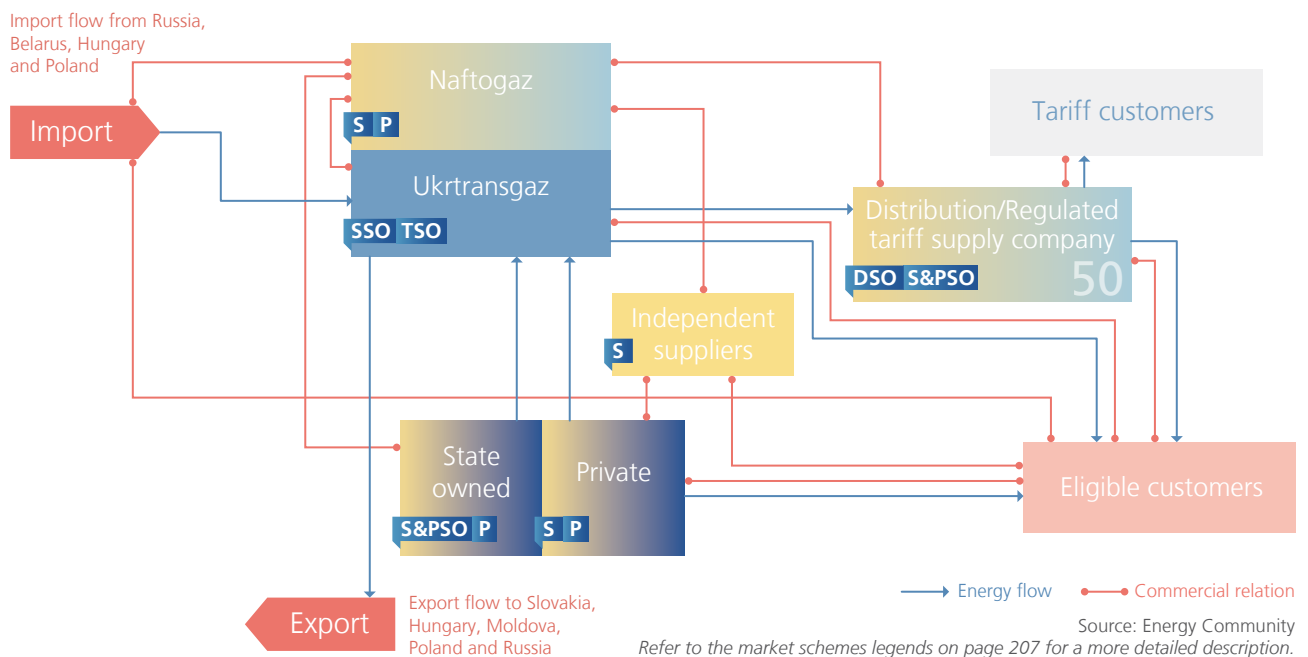 Import flow from Russia,
Belarus, Hungary
and Poland
Import
Naftogaz
S P
Ukrtransgaz
SSO TSO
Tariff customers
Distribution/Regulated
tariff supply company
50
DSO S&PSO
Independent
suppliers
S
State
owned
S&PSO P
Private
S P
Eligible customers
Export
Export flow to Slovakia,
Hungary, Moldova,
Poland and Russia
Energy flow
Commercial relation
Source: Energy Community
Refer to the market schemes legends on page 207 for a more detailed description.